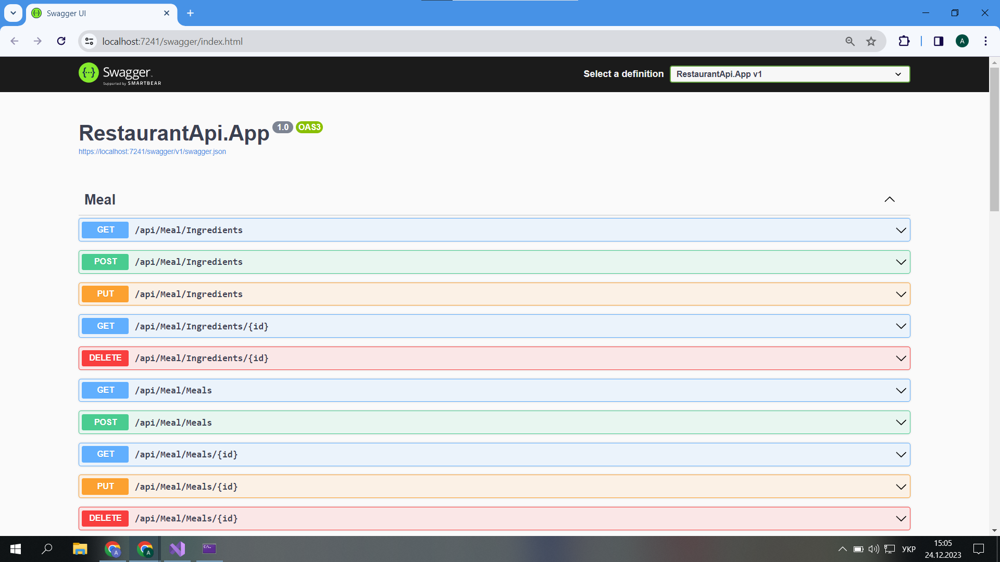 Swagger UI
localhost:7241/swagger/index.html
A
Swagger.
Supported by SMARTBEAR
Select a definition
RestaurantApi.App v1
RestaurantApi.App 1.0 OAS3
https://localhost:7241/swagger/v1/swagger.json
Meal
GET /api/Meal/Ingredients
POST /api/Meal/Ingredients
PUT /api/Meal/Ingredients
GET /api/Meal/Ingredients/{id}
DELETE /api/Meal/Ingredients/{id}
GET /api/Meal/Meals
POST /api/Meal/Meals
GET /api/Meal/Meals/{id}
PUT /api/Meal/Meals/{id}
DELETE /api/Meal/Meals/{id}
A
A
C:\_
УКР
15:05
24.12.2023